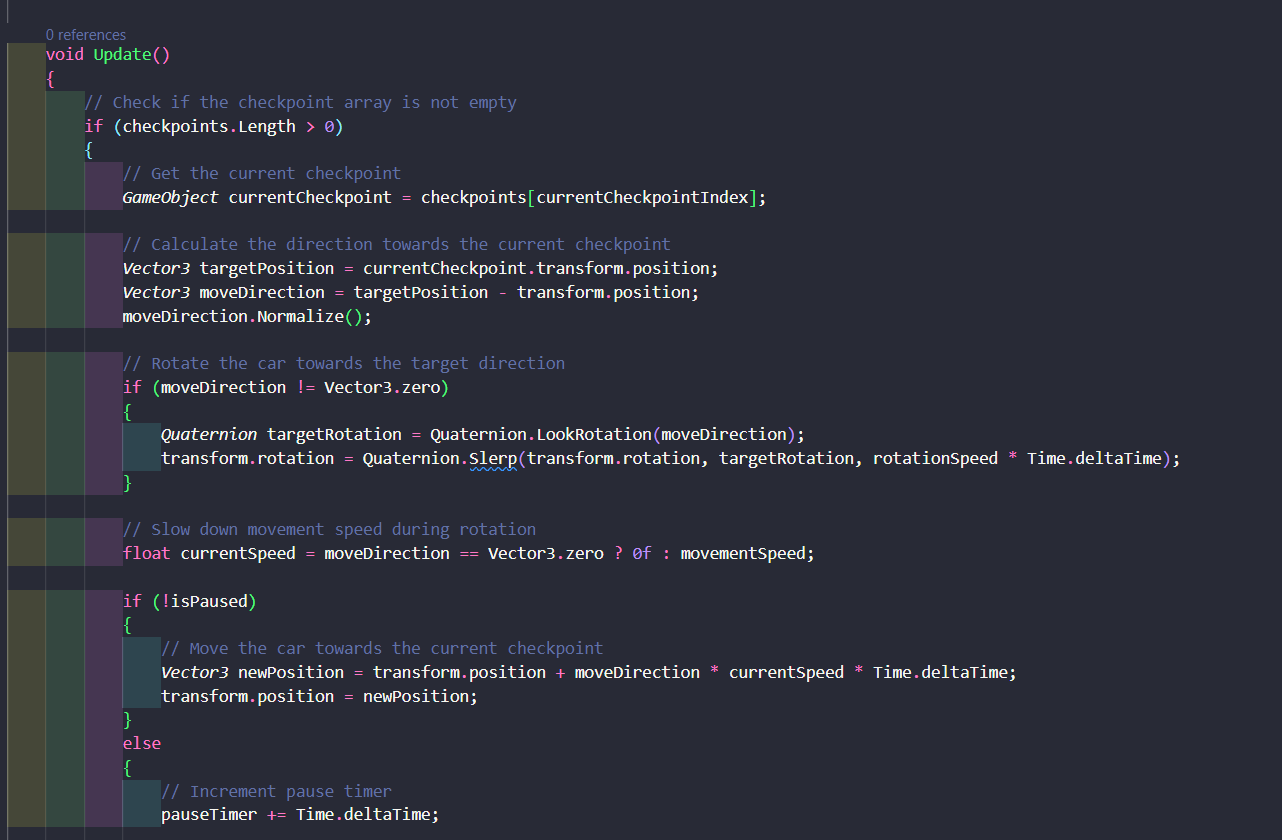 0 references
void Update()
{
// Check if the checkpoint array is not empty
if (checkpoints.Length > 0)
{
// Get the current checkpoint
GameObject currentCheckpoint = checkpoints[currentCheckpointIndex];
// Calculate the direction towards the current checkpoint
Vector3 targetPosition = currentCheckpoint.transform.position;
Vector3 moveDirection = targetPosition - transform.position;
moveDirection.Normalize();
// Rotate the car towards the target direction
if (moveDirection != Vector3.zero)
{
Quaternion targetRotation = Quaternion.LookRotation(moveDirection);
transform.rotation = Quaternion.Slerp(transform.rotation, targetRotation, rotationSpeed * Time.deltaTime);
}
// Slow down movement speed during rotation
float currentSpeed = moveDirection == Vector3.zero ? 0f : movementSpeed;
if (!isPaused)
{
// Move the car towards the current checkpoint
Vector3 newPosition = transform.position + moveDirection * currentSpeed * Time.deltaTime;
transform.position = newPosition;
}
else
{
// Increment pause timer
pauseTimer += Time.deltaTime;